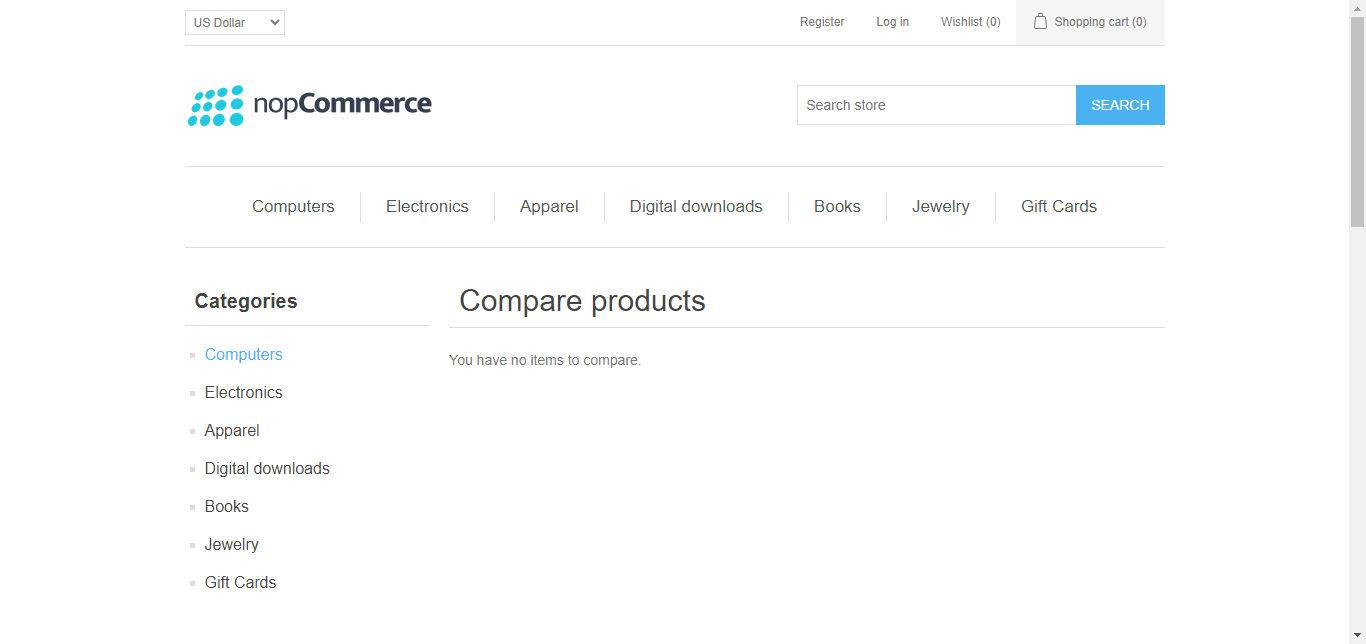 US Dollar Register Log in Wishlist (0) Shopping cart (0)
nopCommerce Search store SEARCH
Computers Electronics Apparel Digital downloads Books Jewelry Gift Cards
Categories
Computers
Electronics
Apparel
Digital downloads
Books
Jewelry
Gift Cards
Compare products
You have no items to compare.